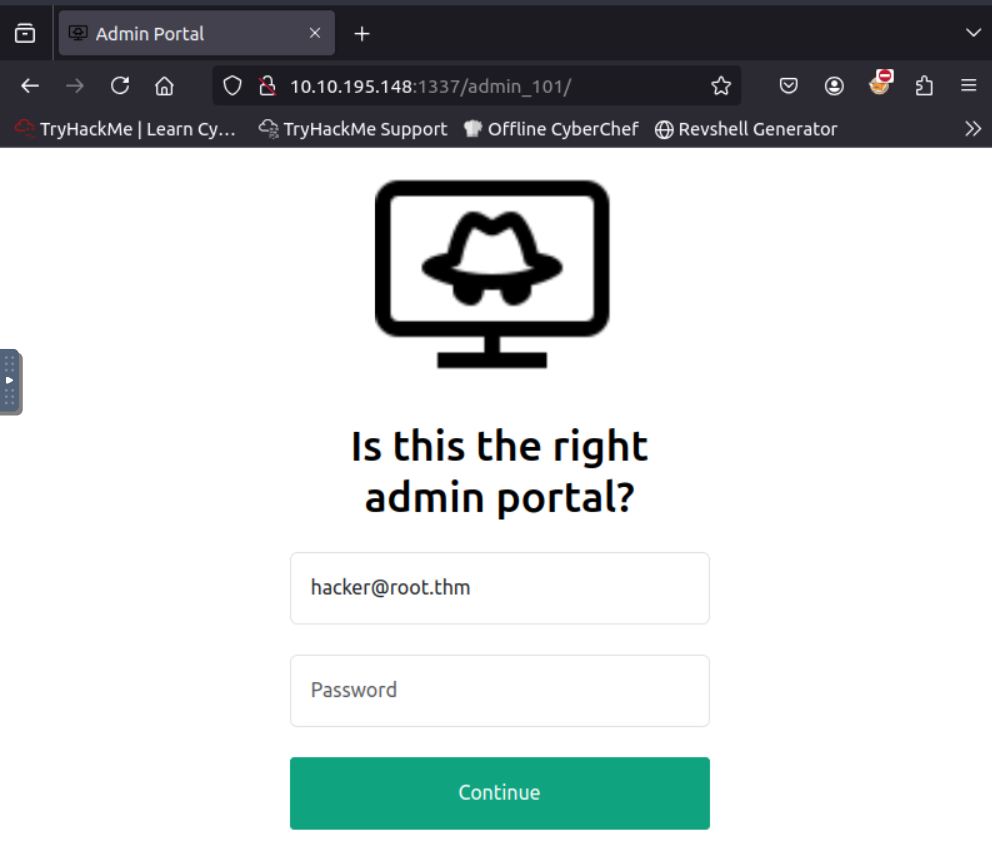 Admin Portal
10.10.195.148:1337/admin_101/
TryHackMe | Learn Cy... TryHackMe Support Offline CyberChef Revshell Generator
Is this the right
admin portal?
hacker@root.thm
Password
Continue